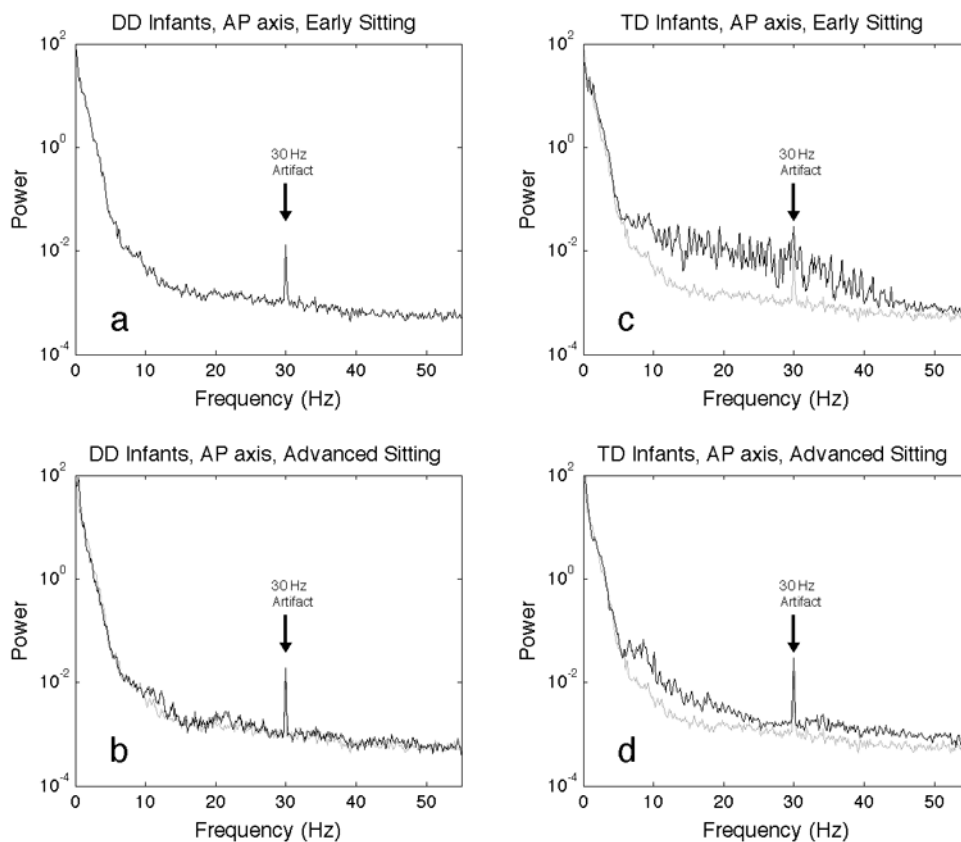 DD Infants, AP axis, Early Sitting
10^2
10^0
10^-2
10^-4
Power
30 Hz
Artifact
a
0 10 20 30 40 50
Frequency (Hz)
TD Infants, AP axis, Early Sitting
10^2
10^0
10^-2
10^-4
Power
30 Hz
Artifact
c
0 10 20 30 40 50
Frequency (Hz)
DD Infants, AP axis, Advanced Sitting
10^2
10^0
10^-2
10^-4
Power
30 Hz
Artifact
b
0 10 20 30 40 50
Frequency (Hz)
TD Infants, AP axis, Advanced Sitting
10^2
10^0
10^-2
10^-4
Power
30 Hz
Artifact
d
0 10 20 30 40 50
Frequency (Hz)